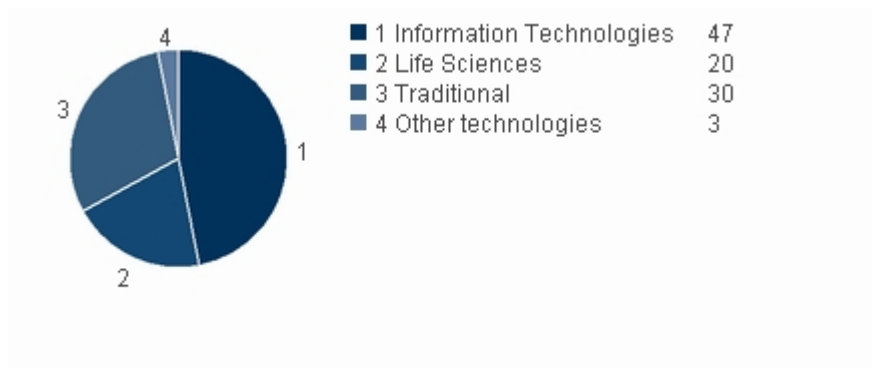 4
3
1
2
1 Information Technologies 47
2 Life Sciences 20
3 Traditional 30
4 Other technologies 3